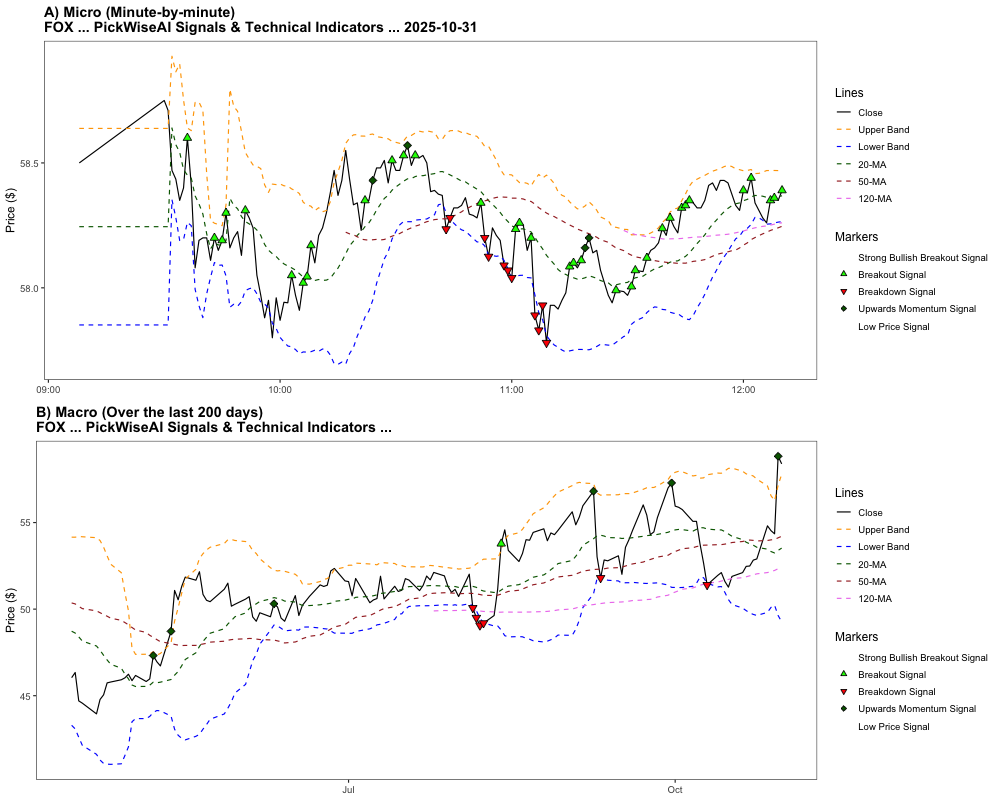 A) Micro (Minute-by-minute)
FOX ... PickWiseAI Signals & Technical Indicators ... 2025-10-31
Price ($)
58.5
58.0
09:00
10:00
11:00
12:00
Lines
Close
Upper Band
Lower Band
20-MA
50-MA
120-MA
Markers
Strong Bullish Breakout Signal
Breakout Signal
Breakdown Signal
Upwards Momentum Signal
Low Price Signal
B) Macro (Over the last 200 days)
FOX ... PickWiseAI Signals & Technical Indicators ...
Price ($)
55
50
45
Jul
Oct
Lines
Close
Upper Band
Lower Band
20-MA
50-MA
120-MA
Markers
Strong Bullish Breakout Signal
Breakout Signal
Breakdown Signal
Upwards Momentum Signal
Low Price Signal